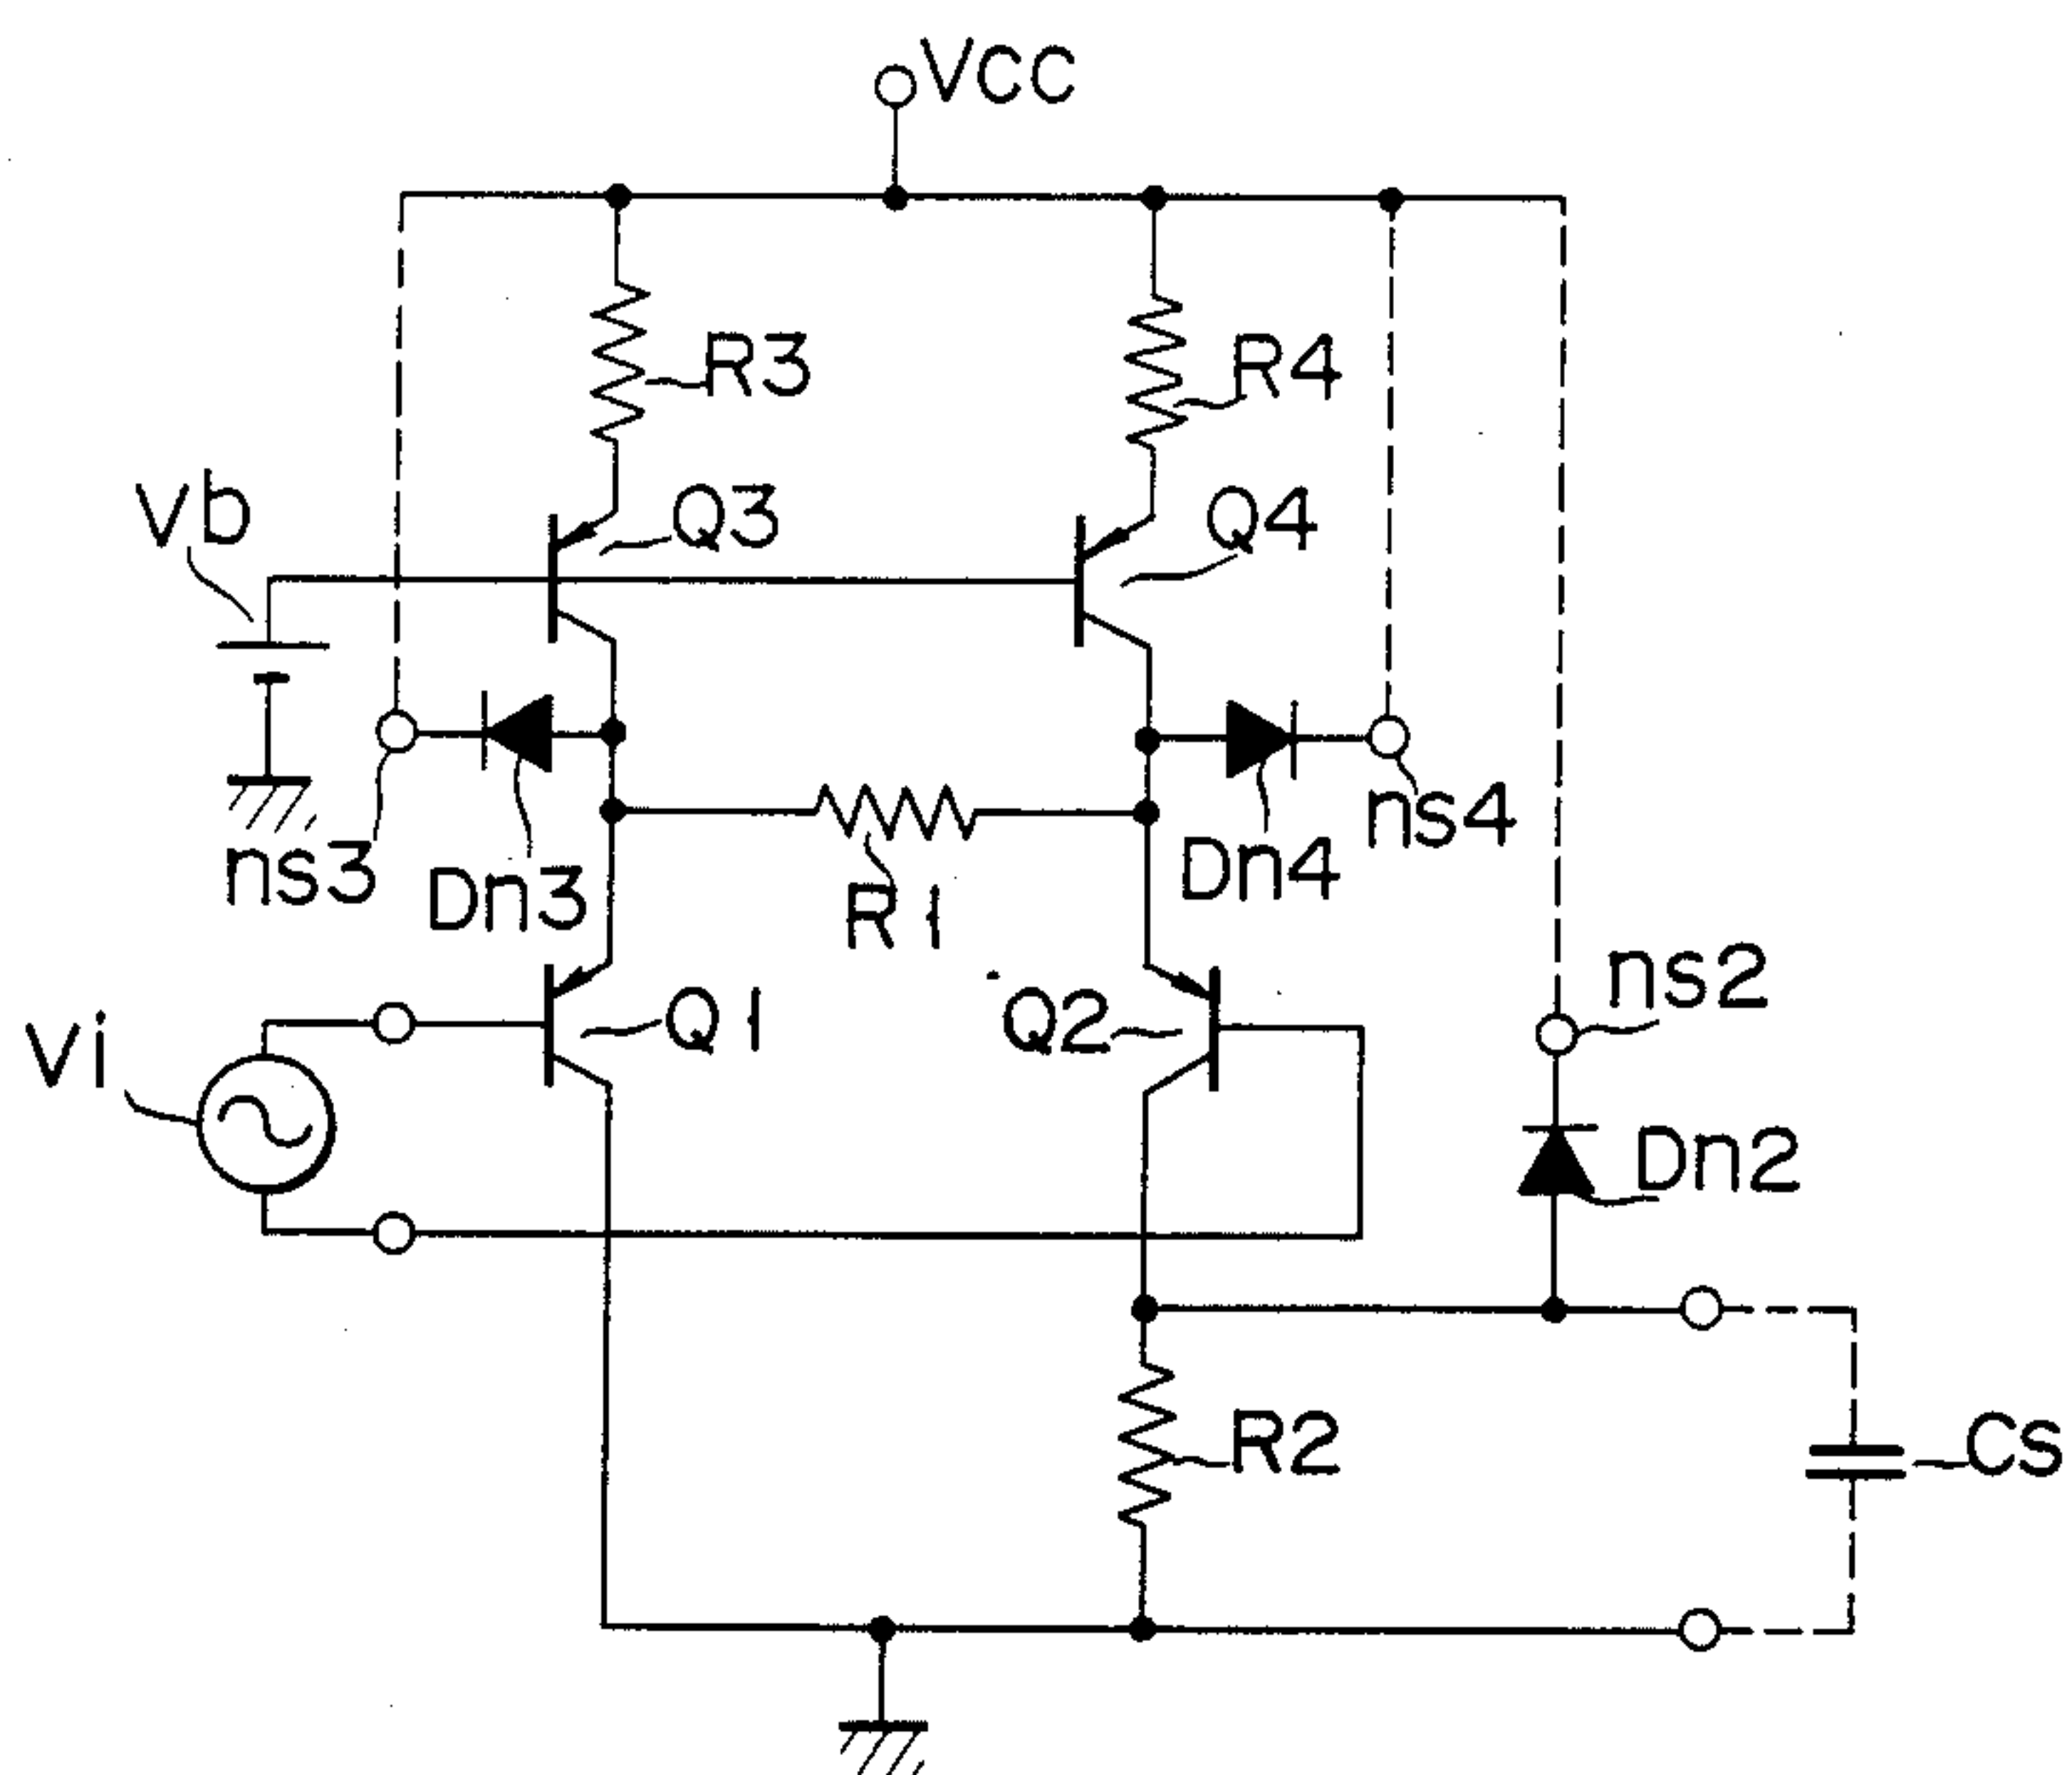 Vcc
R3
R4
Vb
Q3
Q4
ns3
Dn3
R1
Dn4
ns4
Vi
Q1
Q2
ns2
Dn2
R2
Cs